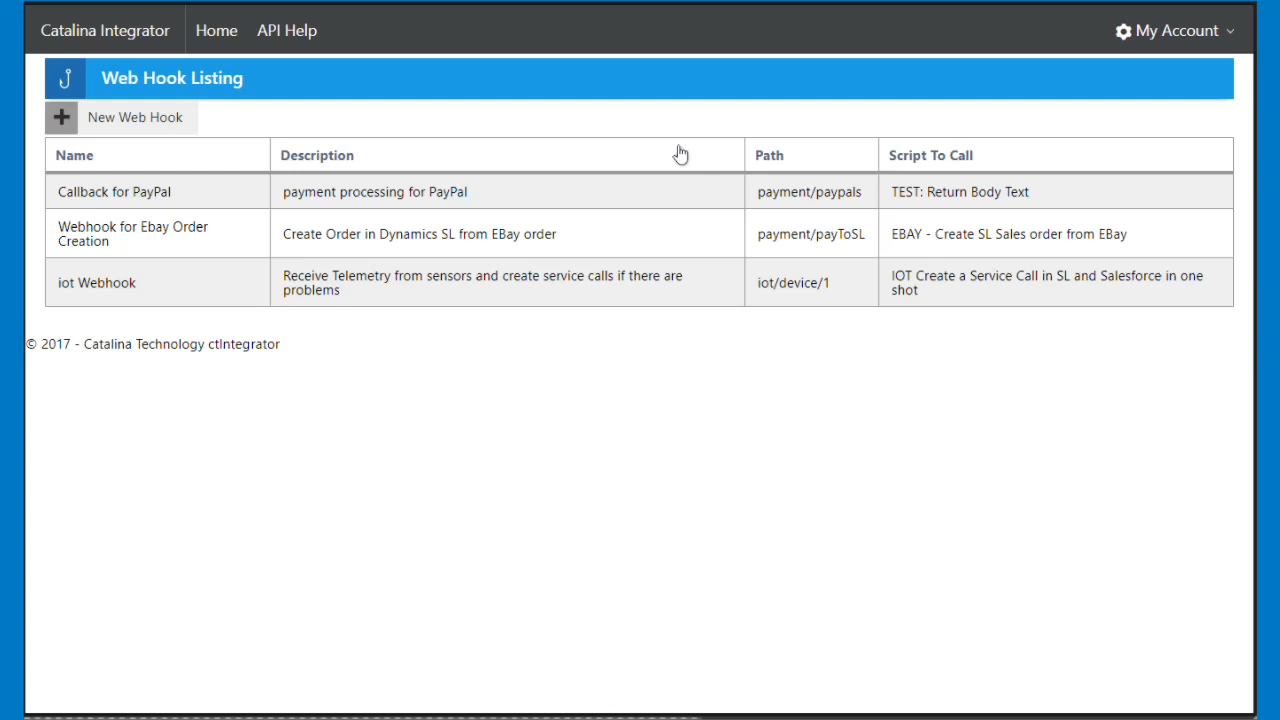 Catalina Integrator Home API Help My Account
Web Hook Listing
New Web Hook
Name Description Path Script To Call
Callback for PayPal payment processing for PayPal payment/paypals TEST: Return Body Text
Webhook for Ebay Order
Creation
Create Order in Dynamics SL from EBay order payment/payToSL EBAY - Create SL Sales order from EBay
iot Webhook
Receive Telemetry from sensors and create service calls if there are
problems
iot/device/1
IOT Create a Service Call in SL and Salesforce in one
shot
© 2017 - Catalina Technology ctIntegrator